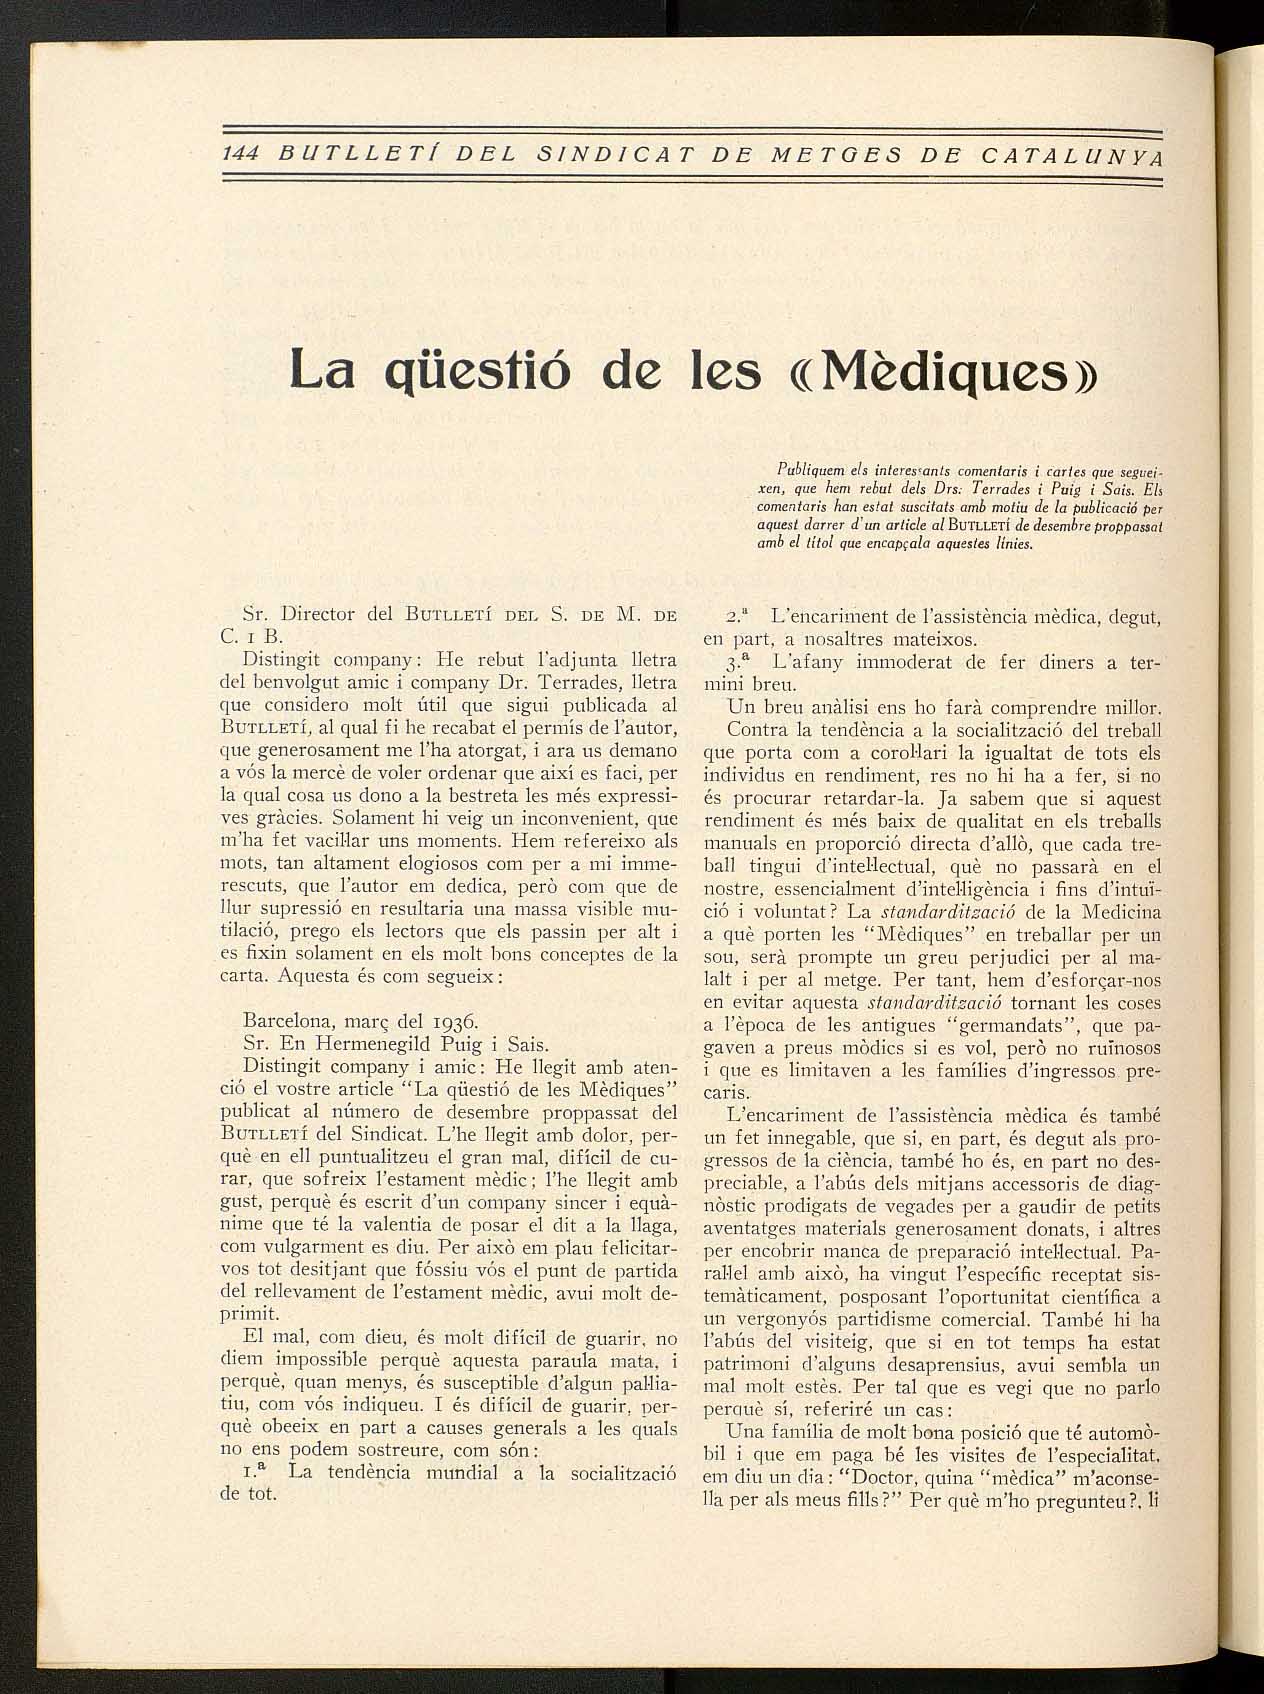 144 BUTLLETÍ DEL SINDICAT DE METGES DE CATALUNYA
La qüestió de les «Mèdiques»
Publiquem els interessants comentaris i cartes que seguei-
xen, que hem rebut dels Drs: Terrades i Puig i Sais. Els
comentaris han estat suscitats amb motiu de la publicació per
aquest darrer d'un article al BUTLLETÍ de desembre proppassat
amb el títol que encapçala aquestes línies.
Sr. Director del BUTLLETÍ DEL S. DE M. DE
C. I B.
Distingit company: He rebut l'adjunta lletra
del benvolgut amic i company Dr. Terrades, lletra
que considero molt útil que sigui publicada al
BUTLLETÍ, al qual fi he recabat el permís de l'autor,
que generosament me l'ha atorgat, i ara us demano
a vós la mercè de voler ordenar que així es faci, per
la qual cosa us dono a la bestreta les més expressi-
ves gràcies. Solament hi veig un inconvenient, que
m'ha fet vacil·lar uns moments. Hem refereixo als
mots, tan altament elogiosos com per a mi imme-
rescuts, que l'autor em dedica, però com que de
llur supressió en resultaria una massa visible mu-
tilació, prego els lectors que els passin per alt i
es fixin solament en els molt bons conceptes de la
carta. Aquesta és com segueix:
Barcelona, març del 1936.
Sr. En Hermenegild Puig i Sais.
Distingit company i amic: He llegit amb aten-
ció el vostre article "La qüestió de les Mèdiques"
publicat al número de desembre proppassat del
BUTLLETÍ del Sindicat. L'he llegit amb dolor, per-
què en ell puntualitzeu el gran mal, difícil de cu-
rar, que sofreix l'estament mèdic; l'he llegit amb
gust, perquè és escrit d'un company sincer i equà-
nime que té la valentia de posar el dit a la llaga,
com vulgarment es diu. Per això em plau felicitar-
vos tot desitjant que fóssiu vós el punt de partida
del rellevament de l'estament mèdic, avui molt de-
primit.
El mal, com dieu, és molt difícil de guarir, no
diem impossible perquè aquesta paraula mata, i
perquè, quan menys, és susceptible d'algun pal·lia-
tiu, com vós indiqueu. I és difícil de guarir, per-
què obeeix en part a causes generals a les quals
no ens podem sostreure, com són:
1.ª La tendència mundial a la socialització
de tot.
2.ª L'encariment de l'assistència mèdica, degut,
en part, a nosaltres mateixos.
3.ª L'afany immoderat de fer diners a ter-
mini breu.
Un breu anàlisi ens ho farà comprendre millor.
Contra la tendència a la socialització del treball
que porta com a corol·lari la igualtat de tots els
individus en rendiment, res no hi ha a fer, si no
és procurar retardar-la. Ja sabem que si aquest
rendiment és més baix de qualitat en els treballs
manuals en proporció directa d'allò, que cada tre-
ball tingui d'intel·lectual, què no passarà en el
nostre, essencialment d'intel·ligència i fins d'intuï-
ció i voluntat? La standardització de la Medicina
a què porten les "Mèdiques" en treballar per un
sou, serà prompte un greu perjudici per al ma-
lalt i per al metge. Per tant, hem d'esforçar-nos
en evitar aquesta standardització tornant les coses
a l'època de les antigues "germandats", que pa-
gaven a preus mòdics si es vol, però no ruïnosos
i que es limitaven a les famílies d'ingressos pre-
caris.
L'encariment de l'assistència mèdica és també
un fet innegable, que si, en part, és degut als pro-
gressos de la ciència, també ho és, en part no des-
preciable, a l'abús dels mitjans accessoris de diag-
nòstic prodigats de vegades per a gaudir de petits
aventatges materials generosament donats, i altres
per encobrir manca de preparació intel·lectual. Pa-
ral·lel amb això, ha vingut l'específic receptat sis-
temàticament, posposant l'oportunitat científica a
un vergonyós partidisme comercial. També hi ha
l'abús del visiteig, que si en tot temps ha estat
patrimoni d'alguns desaprensius, avui sembla un
mal molt estès. Per tal que es vegi que no parlo
perquè sí, referiré un cas:
Una família de molt bona posició que té automò-
bil i que em paga bé les visites de l'especialitat,
em diu un dia: "Doctor, quina "mèdica" m'aconse-
lla per als meus fills?" Per què m'ho pregunteu?, li